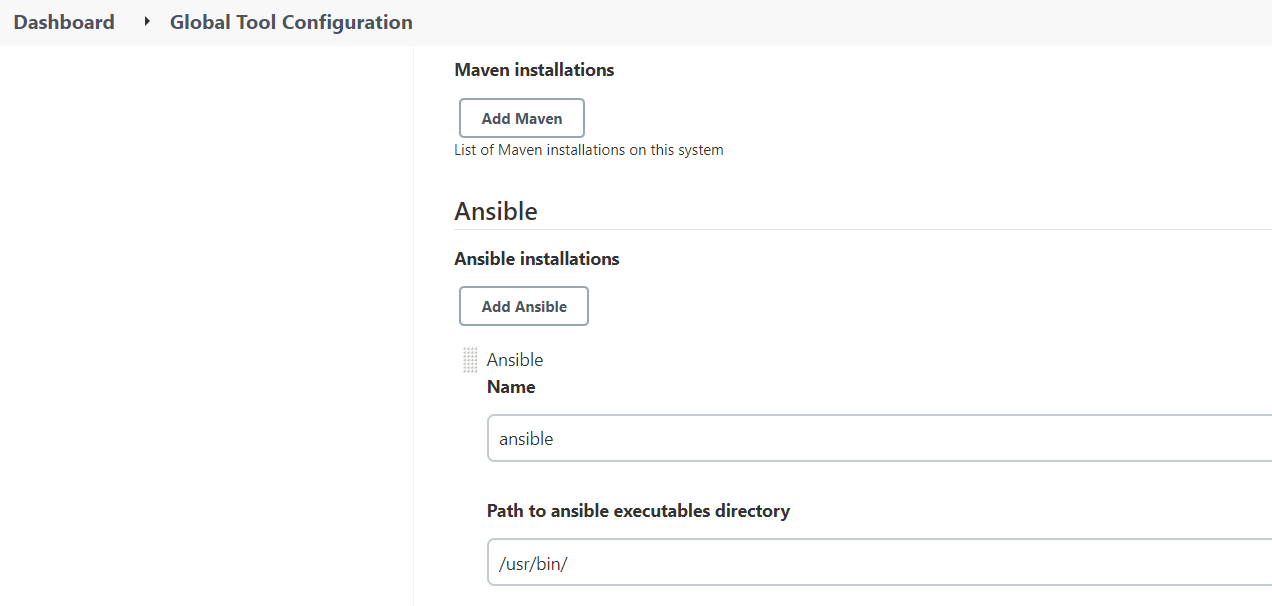 Dashboard Global Tool Configuration
Maven installations
Add Maven
List of Maven installations on this system
Ansible
Ansible installations
Add Ansible
Ansible
Name
ansible
Path to ansible executables directory
/usr/bin/